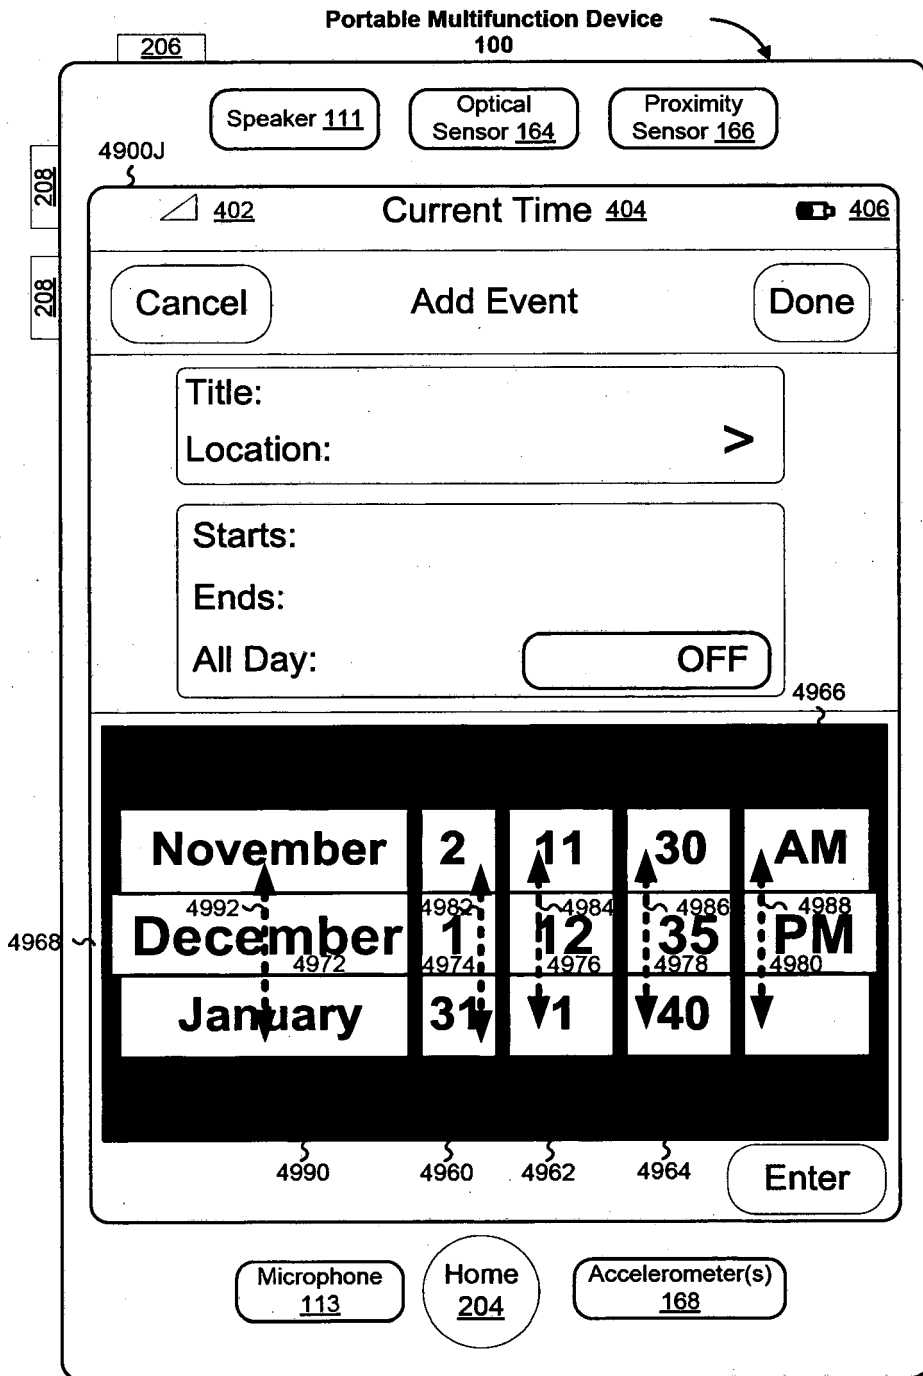 Portable Multifunction Device
100
206
Speaker 111
Optical
Sensor 164
Proximity
Sensor 166
4900J
208
402
Current Time 404
406
208
Cancel
Add Event
Done
Title:
Location:
>
Starts:
Ends:
All Day:
OFF
4966
November 2 11 30 AM
4992 4982 4984 4986 4988
4968
December 1 12 35 PM
4972 4974 4976 4978 4980
January 31 1 40
4990 4960 4962 4964
Enter
Microphone
113
Home
204
Accelerometer(s)
168